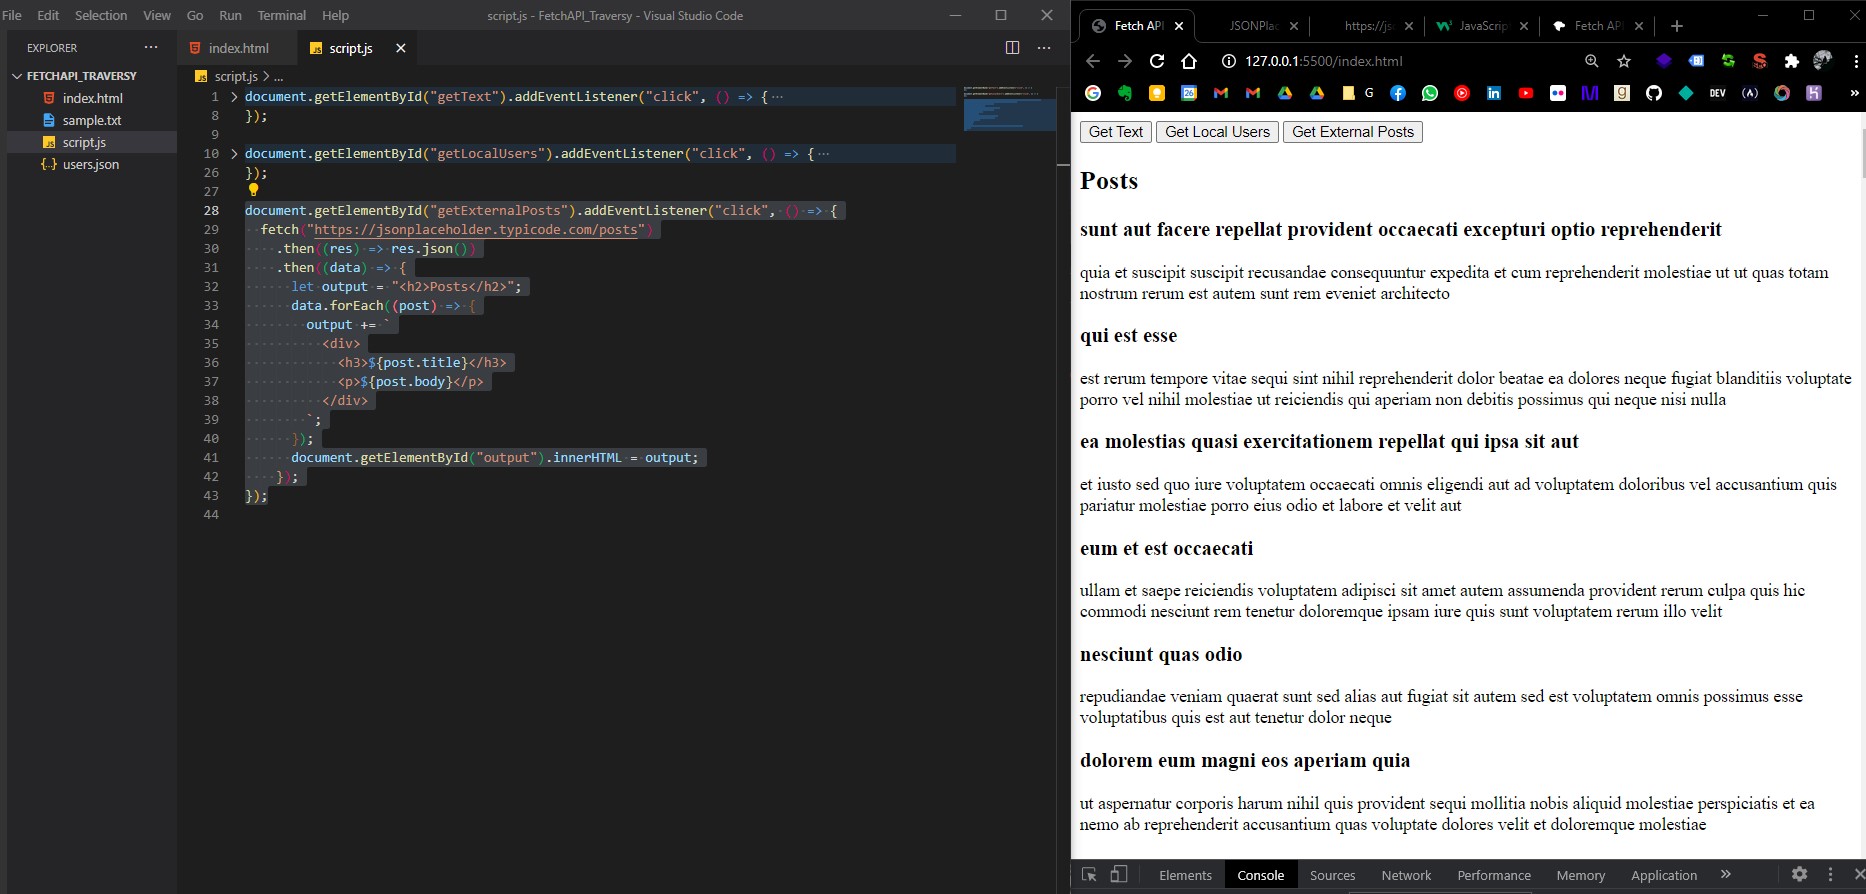 File Edit Selection View Go Run Terminal Help
script.js - FetchAPI_Traversy - Visual Studio Code
EXPLORER
FETCHAPI_TRAVERSY
index.html
sample.txt
script.js
users.json
index.html
script.js
script.js > ...
1 document.getElementById("getText").addEventListener("click", () => {···
8 });
9
10 document.getElementById("getLocalUsers").addEventListener("click", () => {···
26 });
27
28 document.getElementById("getExternalPosts").addEventListener("click", () => {
29 fetch("https://jsonplaceholder.typicode.com/posts")
30 .then((res) => res.json())
31 .then((data) => {
32 let output = "<h2>Posts</h2>";
33 data.forEach((post) => {
34 output += `
35 <div>
36 <h3>${post.title}</h3>
37 <p>${post.body}</p>
38 </div>
39 `;
40 });
41 document.getElementById("output").innerHTML = output;
42 });
43 });
44
Fetch API
JSONPlac
https://js
JavaScrip
Fetch AP
127.0.0.1:5500/index.html
G
DEV
Get Text
Get Local Users
Get External Posts
Posts
sunt aut facere repellat provident occaecati excepturi optio reprehenderit
quia et suscipit suscipit recusandae consequuntur expedita et cum reprehenderit molestiae ut ut quas totam
nostrum rerum est autem sunt rem eveniet architecto
qui est esse
est rerum tempore vitae sequi sint nihil reprehenderit dolor beatae ea dolores neque fugiat blanditiis voluptate
porro vel nihil molestiae ut reiciendis qui aperiam non debitis possimus qui neque nisi nulla
ea molestias quasi exercitationem repellat qui ipsa sit aut
et iusto sed quo iure voluptatem occaecati omnis eligendi aut ad voluptatem doloribus vel accusantium quis
pariatur molestiae porro eius odio et labore et velit aut
eum et est occaecati
ullam et saepe reiciendis voluptatem adipisci sit amet autem assumenda provident rerum culpa quis hic
commodi nesciunt rem tenetur doloremque ipsam iure quis sunt voluptatem rerum illo velit
nesciunt quas odio
repudiandae veniam quaerat sunt sed alias aut fugiat sit autem sed est voluptatem omnis possimus esse
voluptatibus quis est aut tenetur dolor neque
dolorem eum magni eos aperiam quia
ut aspernatur corporis harum nihil quis provident sequi mollitia nobis aliquid molestiae perspiciatis et ea
nemo ab reprehenderit accusantium quas voluptate dolores velit et doloremque molestiae
Elements Console Sources Network Performance Memory Application